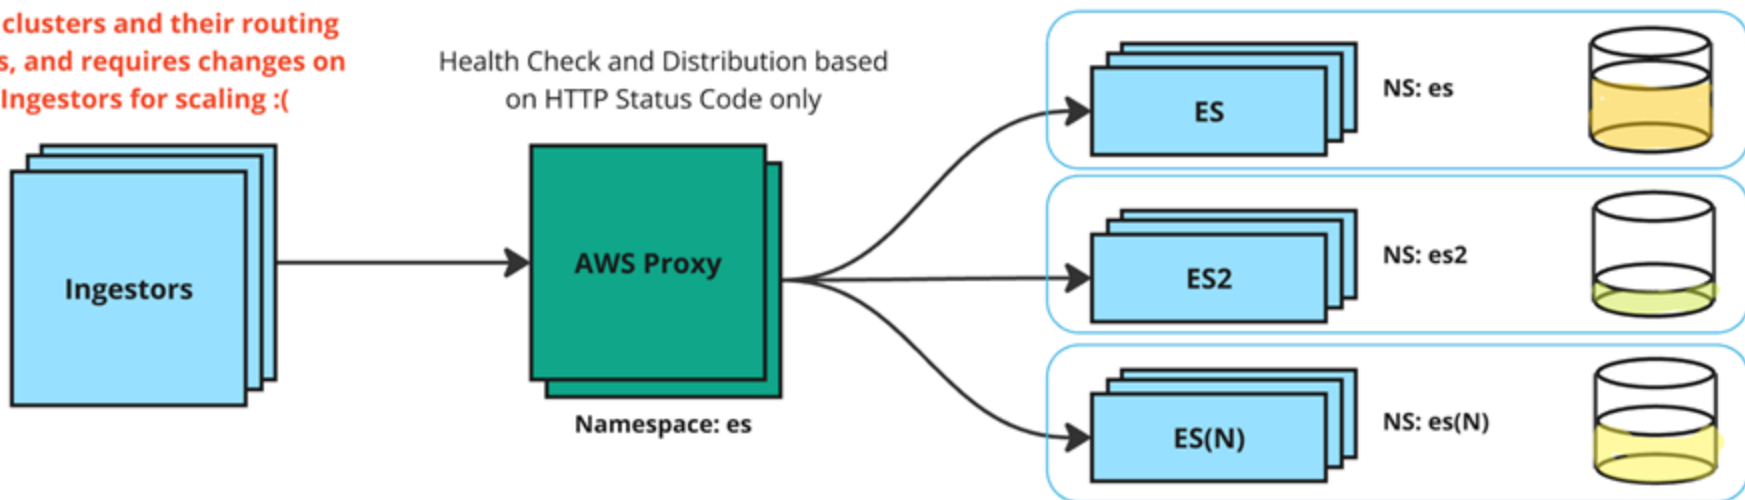 clusters and their routing
s, and requires changes on
Ingestors for scaling :(
Health Check and Distribution based
on HTTP Status Code only
Ingestors
AWS Proxy
Namespace: es
ES
NS: es
ES2
NS: es2
ES(N)
NS: es(N)